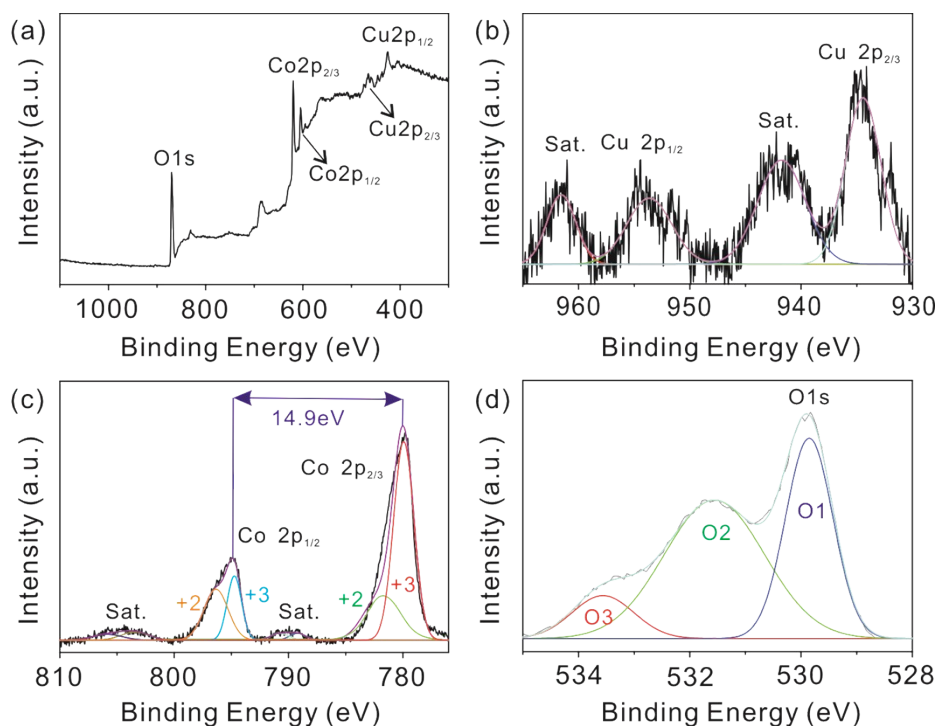 (a)
Intensity (a.u.)
O1s
Co2p2/3
Co2p1/2
Cu2p1/2
Cu2p2/3
1000 800 600 400
Binding Energy (eV)
(b)
Intensity (a.u.)
Sat.
Cu 2p1/2
Sat.
Cu 2p2/3
960 950 940 930
Binding Energy (eV)
(c)
Intensity (a.u.)
14.9eV
Co 2p2/3
Co 2p1/2
Sat.
+2
+3
Sat.
+2
+3
810 800 790 780
Binding Energy (eV)
(d)
Intensity (a.u.)
O1s
O1
O2
O3
534 532 530 528
Binding Energy (eV)